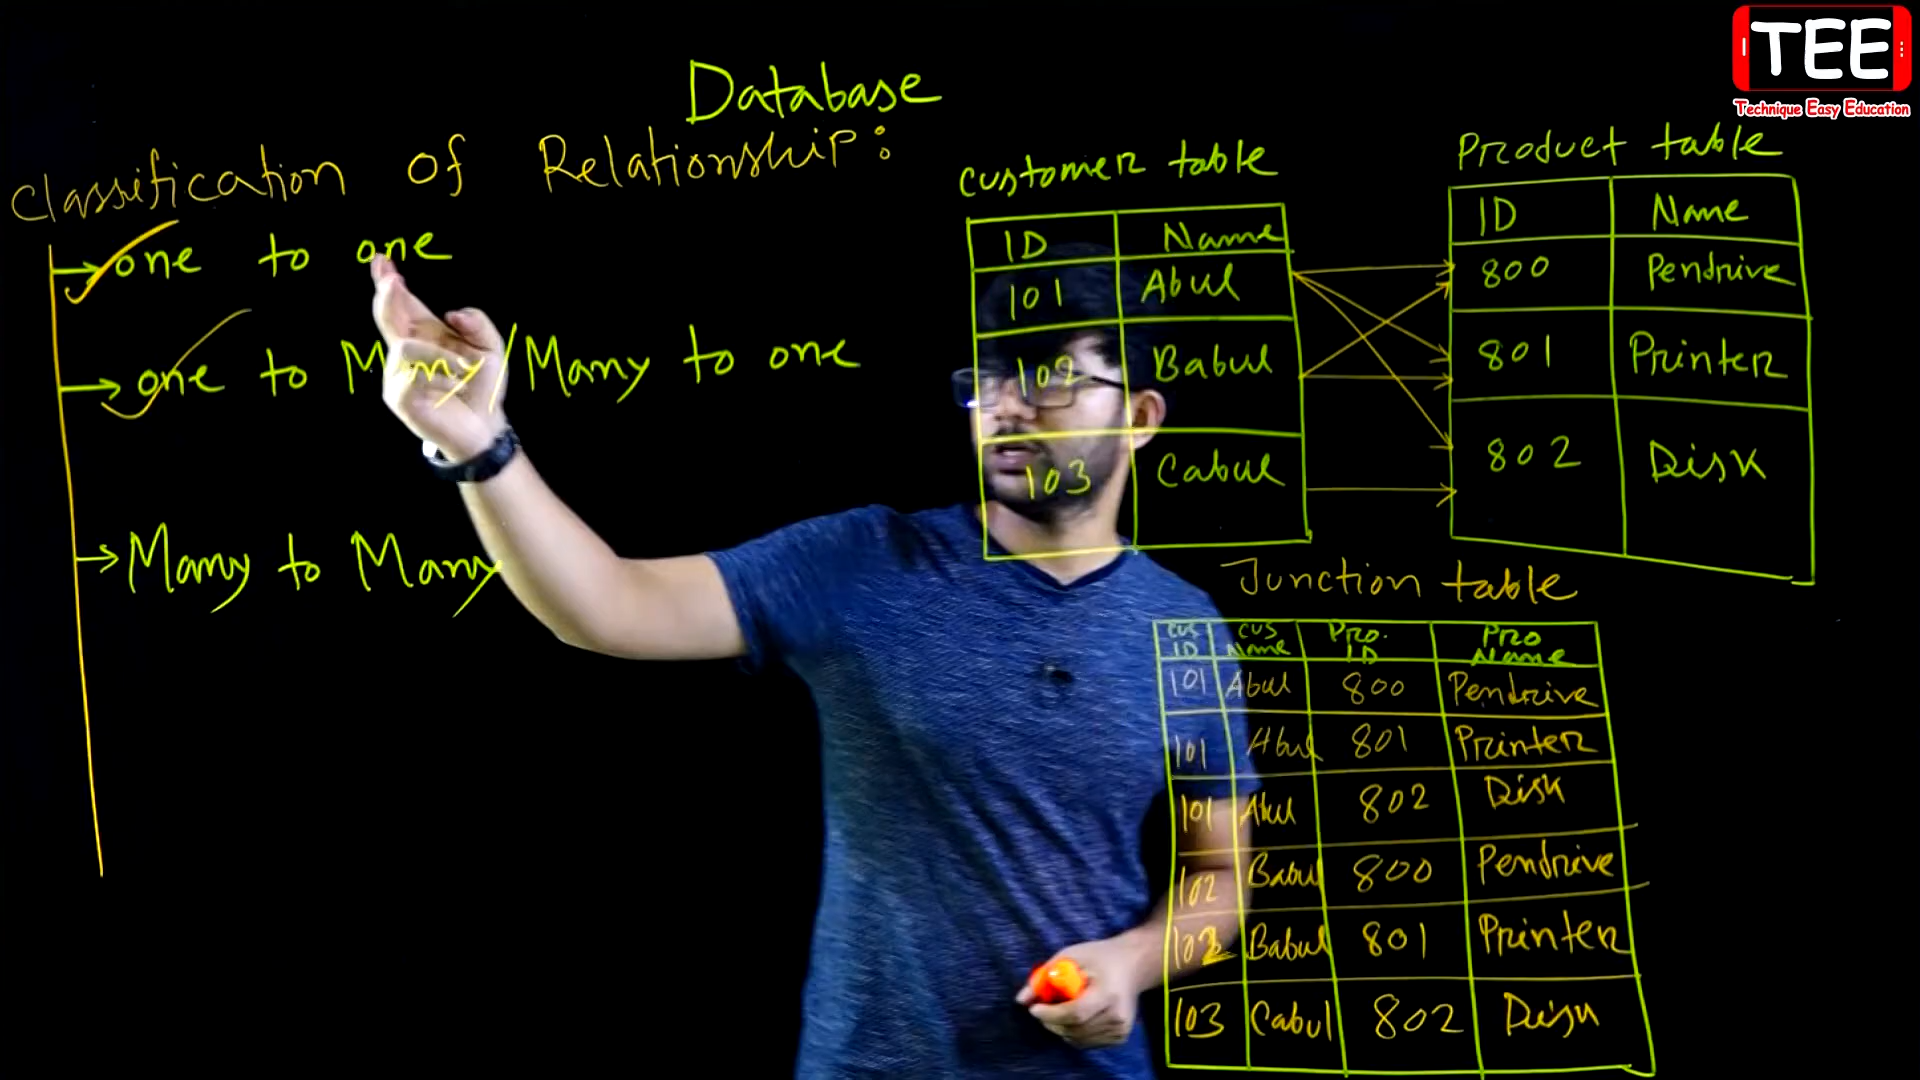 TEE
Technique Easy Education
Database
Classification of Relationship:
one to one
one to Many/Many to one
Many to Many
customer table
ID Name
101 Abul
102 Babul
103 Cabul
Product table
ID Name
800 Pendrive
801 Printer
802 Disk
Junction table
cus ID cus Name Pro. ID Pro Name
101 Abul 800 Pendrive
101 Abul 801 Printer
101 Abul 802 Disk
102 Babul 800 Pendrive
102 Babul 801 Printer
103 Cabul 802 Disk